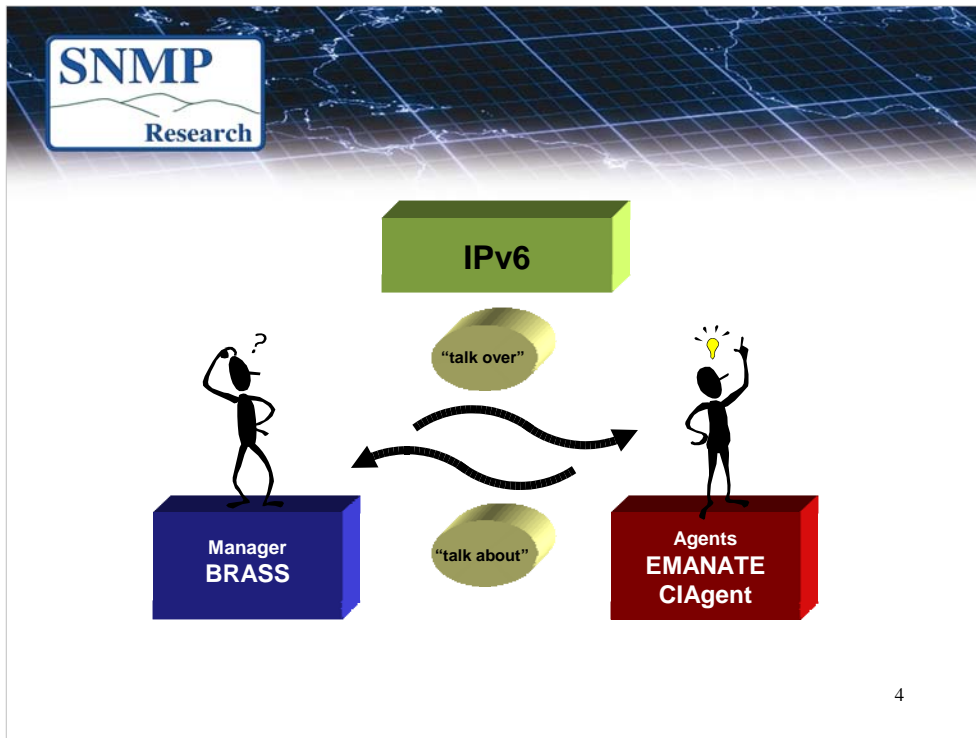 SNMP
Research
IPv6
“talk over”
?
Manager
BRASS
“talk about”
Agents
EMANATE
CIAgent
4